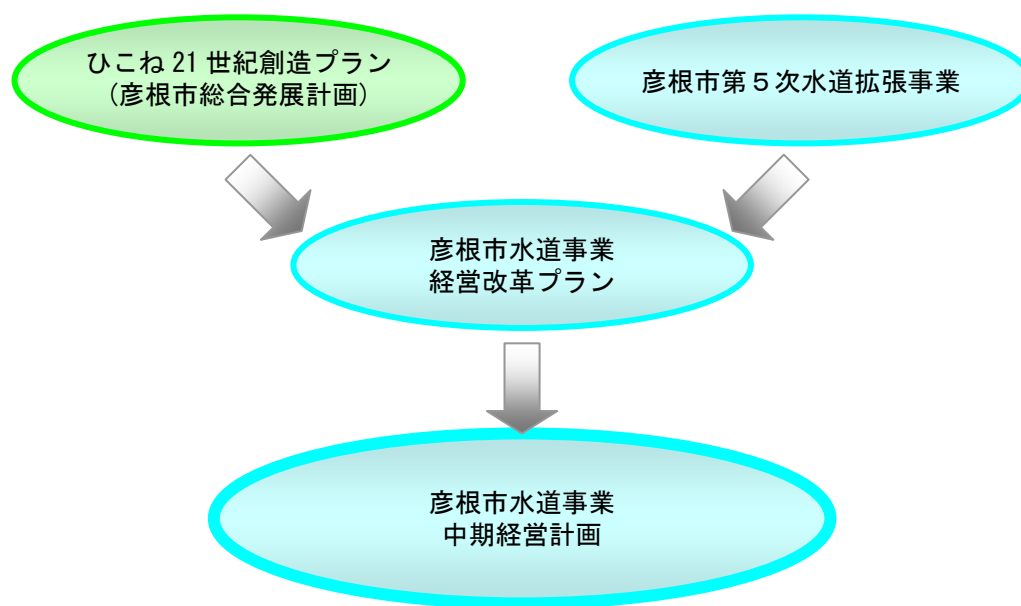 ひこね 21 世紀創造プラン
(彦根市総合発展計画)
彦根市第５次水道拡張事業
彦根市水道事業
経営改革プラン
彦根市水道事業
中期経営計画